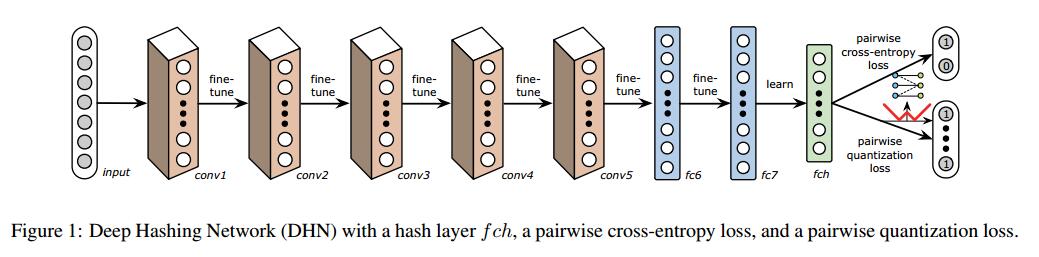 input
conv1
fine-
tune
conv2
fine-
tune
conv3
fine-
tune
conv4
fine-
tune
conv5
fine-
tune
fc6
fine-
tune
fc7
learn
fch
pairwise
cross-entropy
loss
pairwise
quantization
loss
1
0
1
1
Figure 1: Deep Hashing Network (DHN) with a hash layer fch, a pairwise cross-entropy loss, and a pairwise quantization loss.